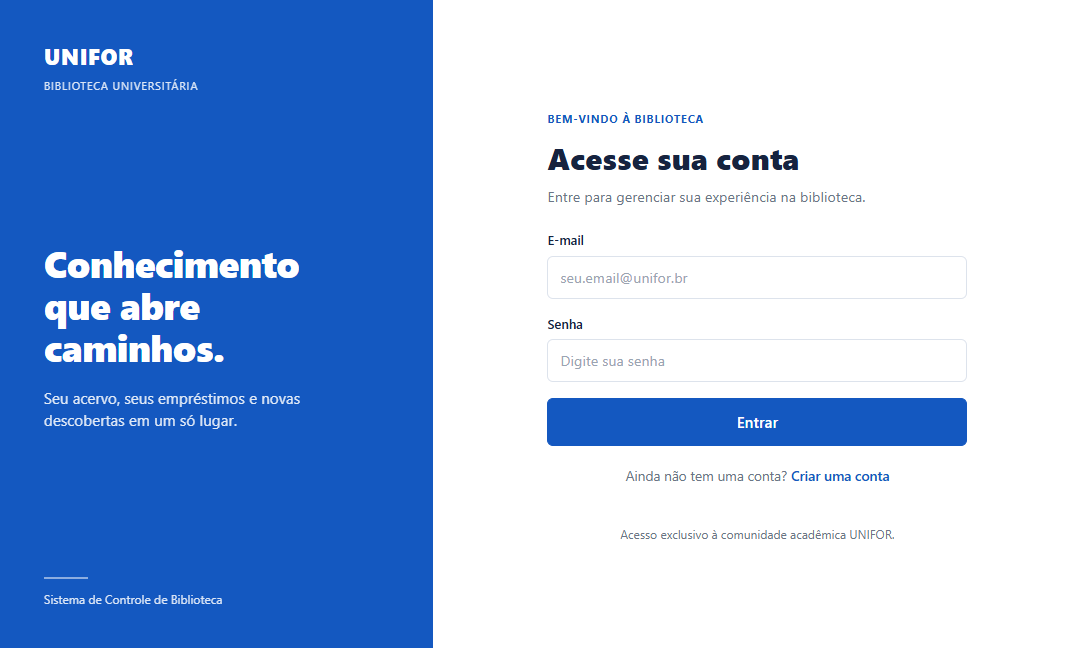 UNIFOR
BIBLIOTECA UNIVERSITÁRIA
Conhecimento
que abre
caminhos.
Seu acervo, seus empréstimos e novas
descobertas em um só lugar.
Sistema de Controle de Biblioteca
BEM-VINDO À BIBLIOTECA
Acesse sua conta
Entre para gerenciar sua experiência na biblioteca.
E-mail
seu.email@unifor.br
Senha
Digite sua senha
Entrar
Ainda não tem uma conta? Criar uma conta
Acesso exclusivo à comunidade acadêmica UNIFOR.